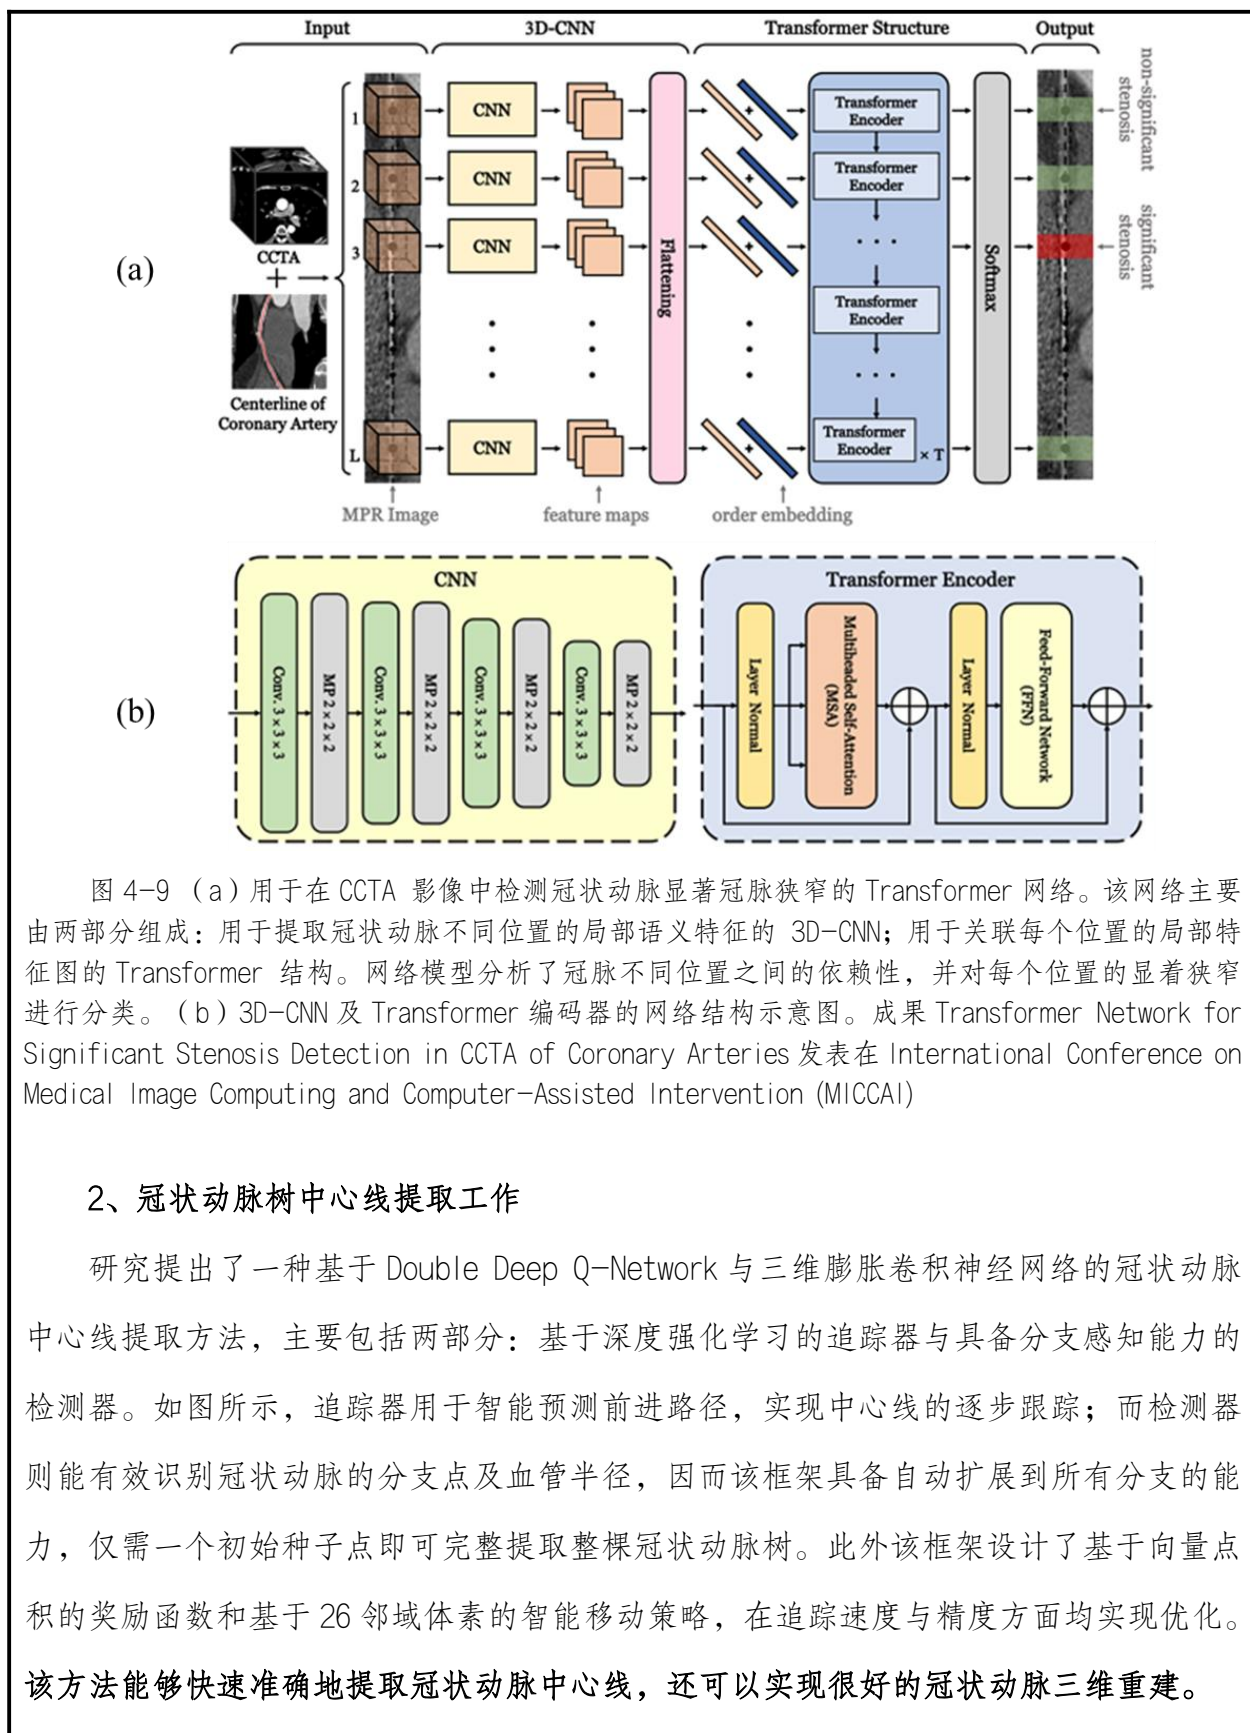 Input
3D-CNN
Transformer Structure
Output
1
CNN
+
Transformer
Encoder
non-significant
stenosis
2
CNN
+
Transformer
Encoder
3
CNN
+
· · ·
significant
stenosis
CCTA
+
Flattening
Softmax
(a)
Transformer
Encoder
· · ·
Centerline of
Coronary Artery
L
CNN
+
Transformer
Encoder
× T
MPR Image
feature maps
order embedding
CNN
Transformer Encoder
(b)
Conv. 3 × 3 × 3
MP 2 × 2 × 2
Conv. 3 × 3 × 3
MP 2 × 2 × 2
Conv. 3 × 3 × 3
MP 2 × 2 × 2
Conv. 3 × 3 × 3
MP 2 × 2 × 2
Layer Normal
Multiheaded Self-Attention
(MSA)
Layer Normal
Feed-Forward Network
(FFN)
图 4-9 （a）用于在 CCTA 影像中检测冠状动脉显著冠脉狭窄的 Transformer 网络。该网络主要
由两部分组成：用于提取冠状动脉不同位置的局部语义特征的 3D-CNN；用于关联每个位置的局部特
征图的 Transformer 结构。网络模型分析了冠脉不同位置之间的依赖性，并对每个位置的显着狭窄
进行分类。（b）3D-CNN 及 Transformer 编码器的网络结构示意图。成果 Transformer Network for
Significant Stenosis Detection in CCTA of Coronary Arteries 发表在 International Conference on
Medical Image Computing and Computer-Assisted Intervention (MICCAI)
2、冠状动脉树中心线提取工作
研究提出了一种基于 Double Deep Q-Network 与三维膨胀卷积神经网络的冠状动脉
中心线提取方法，主要包括两部分：基于深度强化学习的追踪器与具备分支感知能力的
检测器。如图所示，追踪器用于智能预测前进路径，实现中心线的逐步跟踪；而检测器
则能有效识别冠状动脉的分支点及血管半径，因而该框架具备自动扩展到所有分支的能
力，仅需一个初始种子点即可完整提取整棵冠状动脉树。此外该框架设计了基于向量点
积的奖励函数和基于 26 邻域体素的智能移动策略，在追踪速度与精度方面均实现优化。
该方法能够快速准确地提取冠状动脉中心线，还可以实现很好的冠状动脉三维重建。